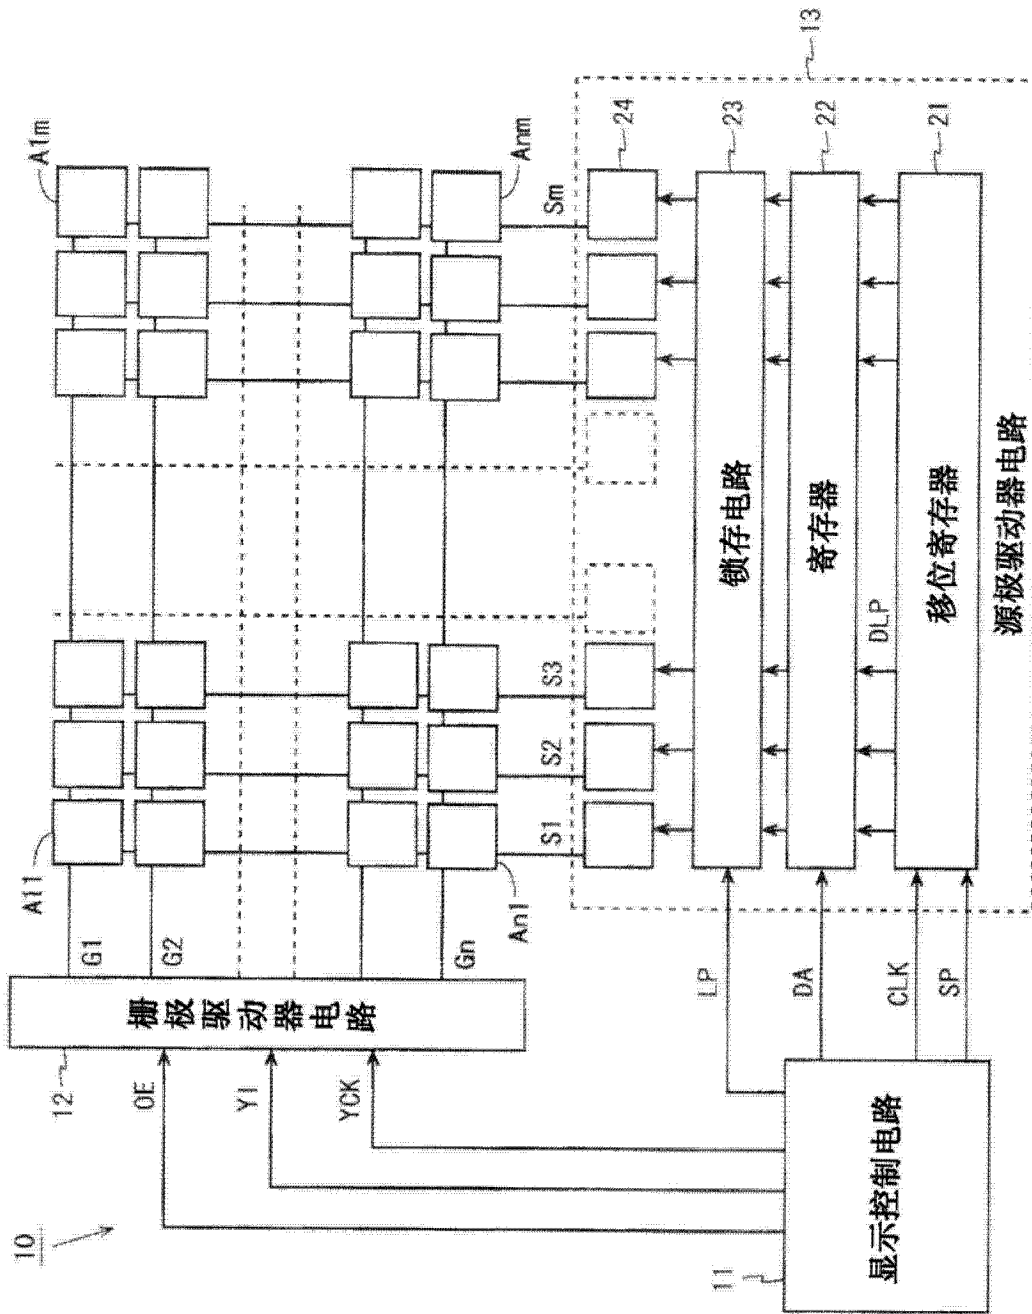 10
12
栅极驱动器电路
OE
YI
YCK
G1
G2
Gn
A11
A1m
An1
Anm
S1
S2
S3
Sm
13
24
23
锁存电路
22
寄存器
DLP
21
移位寄存器
源极驱动器电路
LP
DA
CLK
SP
11
显示控制电路